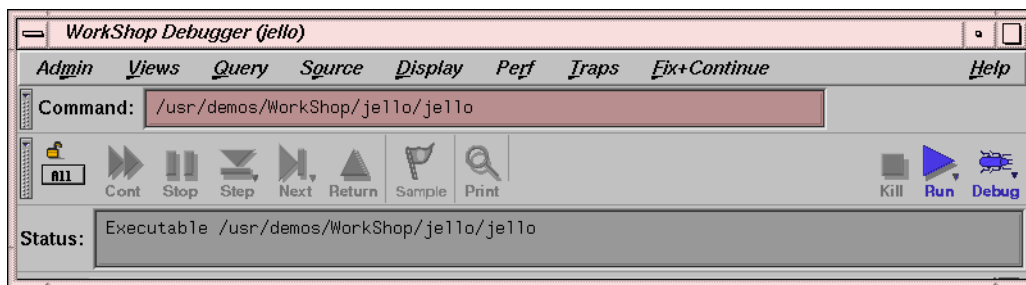 WorkShop Debugger (jello)
Admin Views Query Source Display Perf Traps Fix+Continue Help
Command: /usr/demos/WorkShop/jello/jello
All
Cont Stop Step Next Return Sample Print Kill Run Debug
Status: Executable /usr/demos/WorkShop/jello/jello